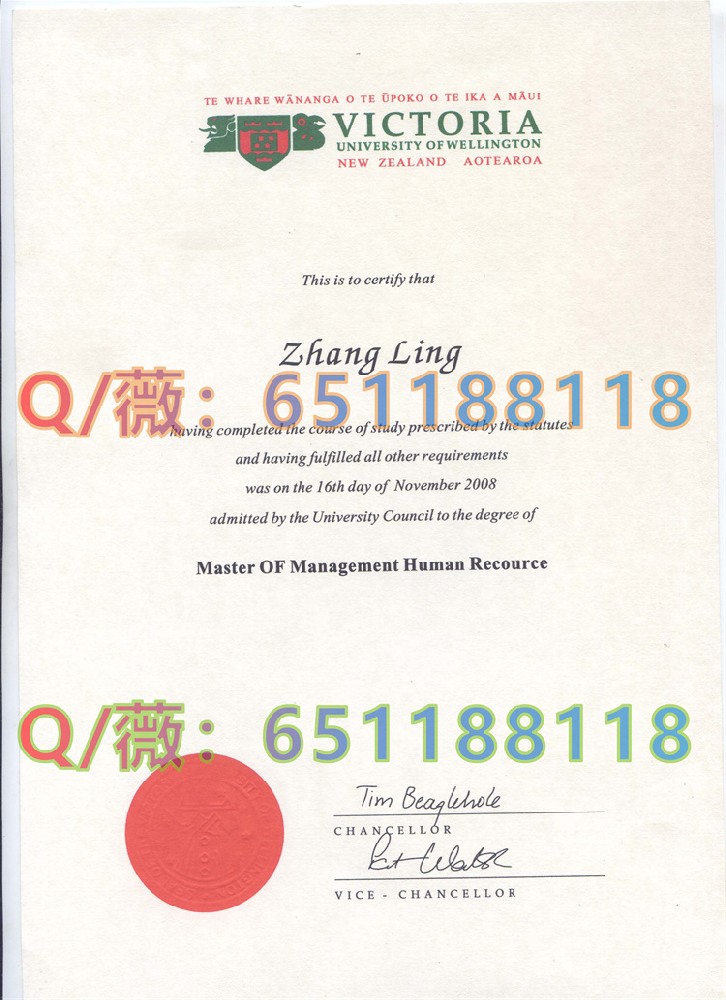 TE WHARE WĀNANGA O TE ŪPOKO O TE IKA A MĀUI
VICTORIA
UNIVERSITY OF WELLINGTON
NEW ZEALAND AOTEAROA
This is to certify that
Zhang Ling
Q/薇：651188118
having completed the course of study prescribed by the statutes
and having fulfilled all other requirements
was on the 16th day of November 2008
admitted by the University Council to the degree of
Master OF Management Human Recource
Q/薇：651188118
Tim Beaglehole
CHANCELLOR
VICE - CHANCELLOR